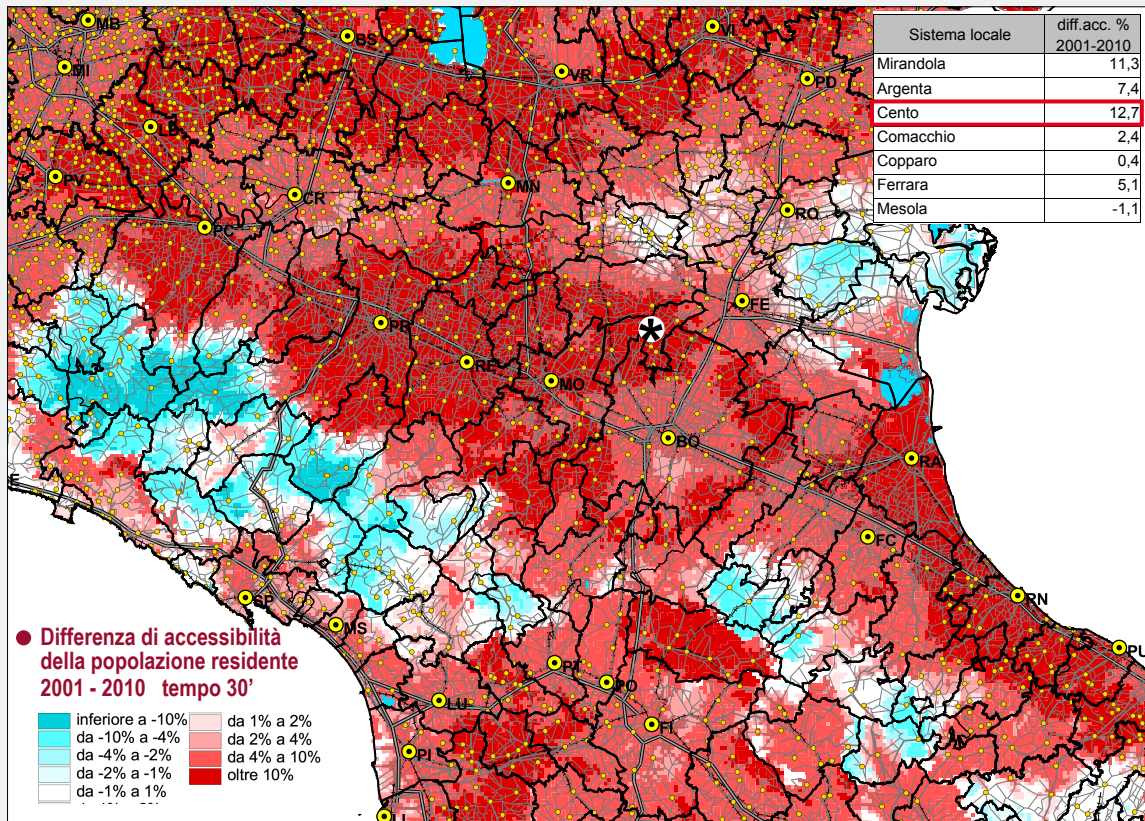 Sistema locale diff.acc. % 2001-2010
Mirandola 11,3
Argenta 7,4
Cento 12,7
Comacchio 2,4
Copparo 0,4
Ferrara 5,1
Mesola -1,1
MB
BS
VI
MI
VR
PD
LO
PV
CR
MN
RO
PC
FE
PR
RE
MO
*
BO
RA
FC
SP
MS
RN
PU
PT
PO
LU
FI
PI
LI
Differenza di accessibilità
della popolazione residente
2001 - 2010 tempo 30'
inferiore a -10%
da -10% a -4%
da -4% a -2%
da -2% a -1%
da -1% a 1%
da 1% a 2%
da 2% a 4%
da 4% a 10%
oltre 10%